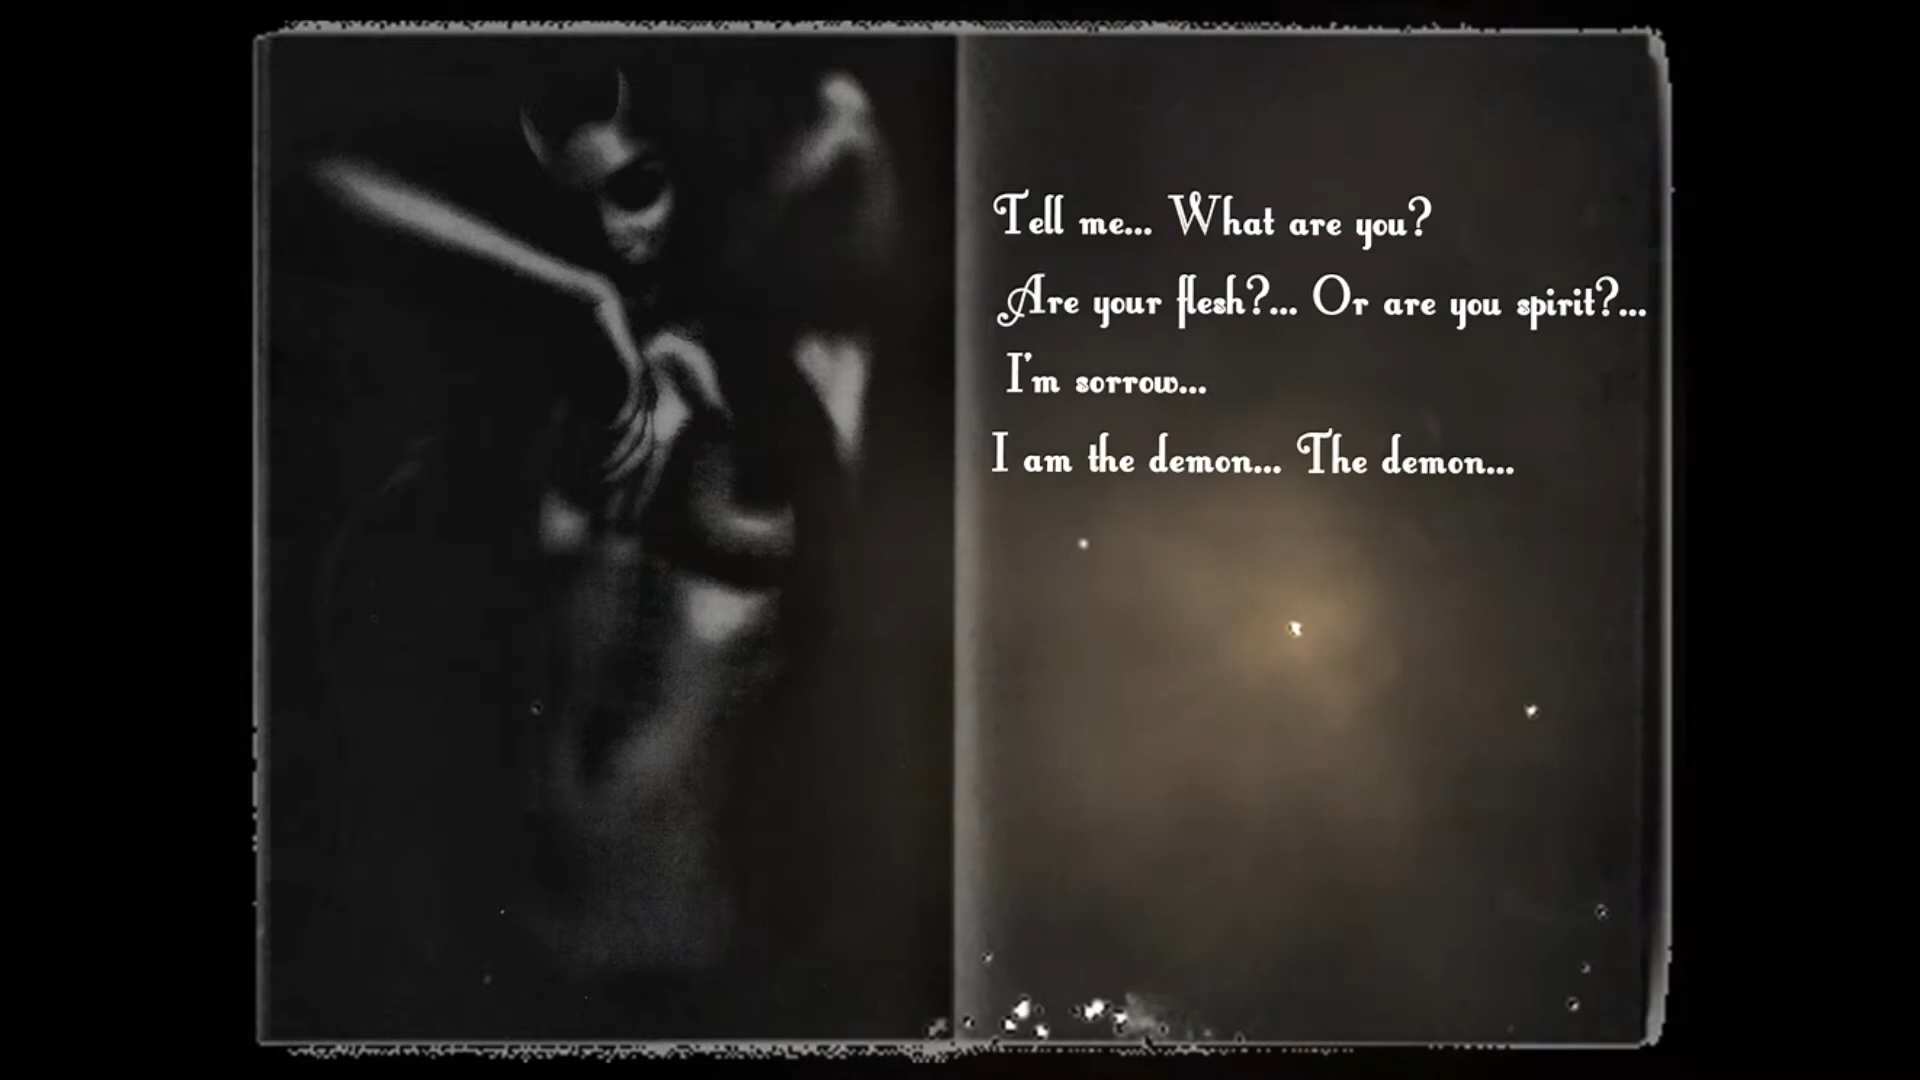 Tell me... What are you?
Are your flesh?... Or are you spirit?...
I'm sorrow...
I am the demon... The demon...